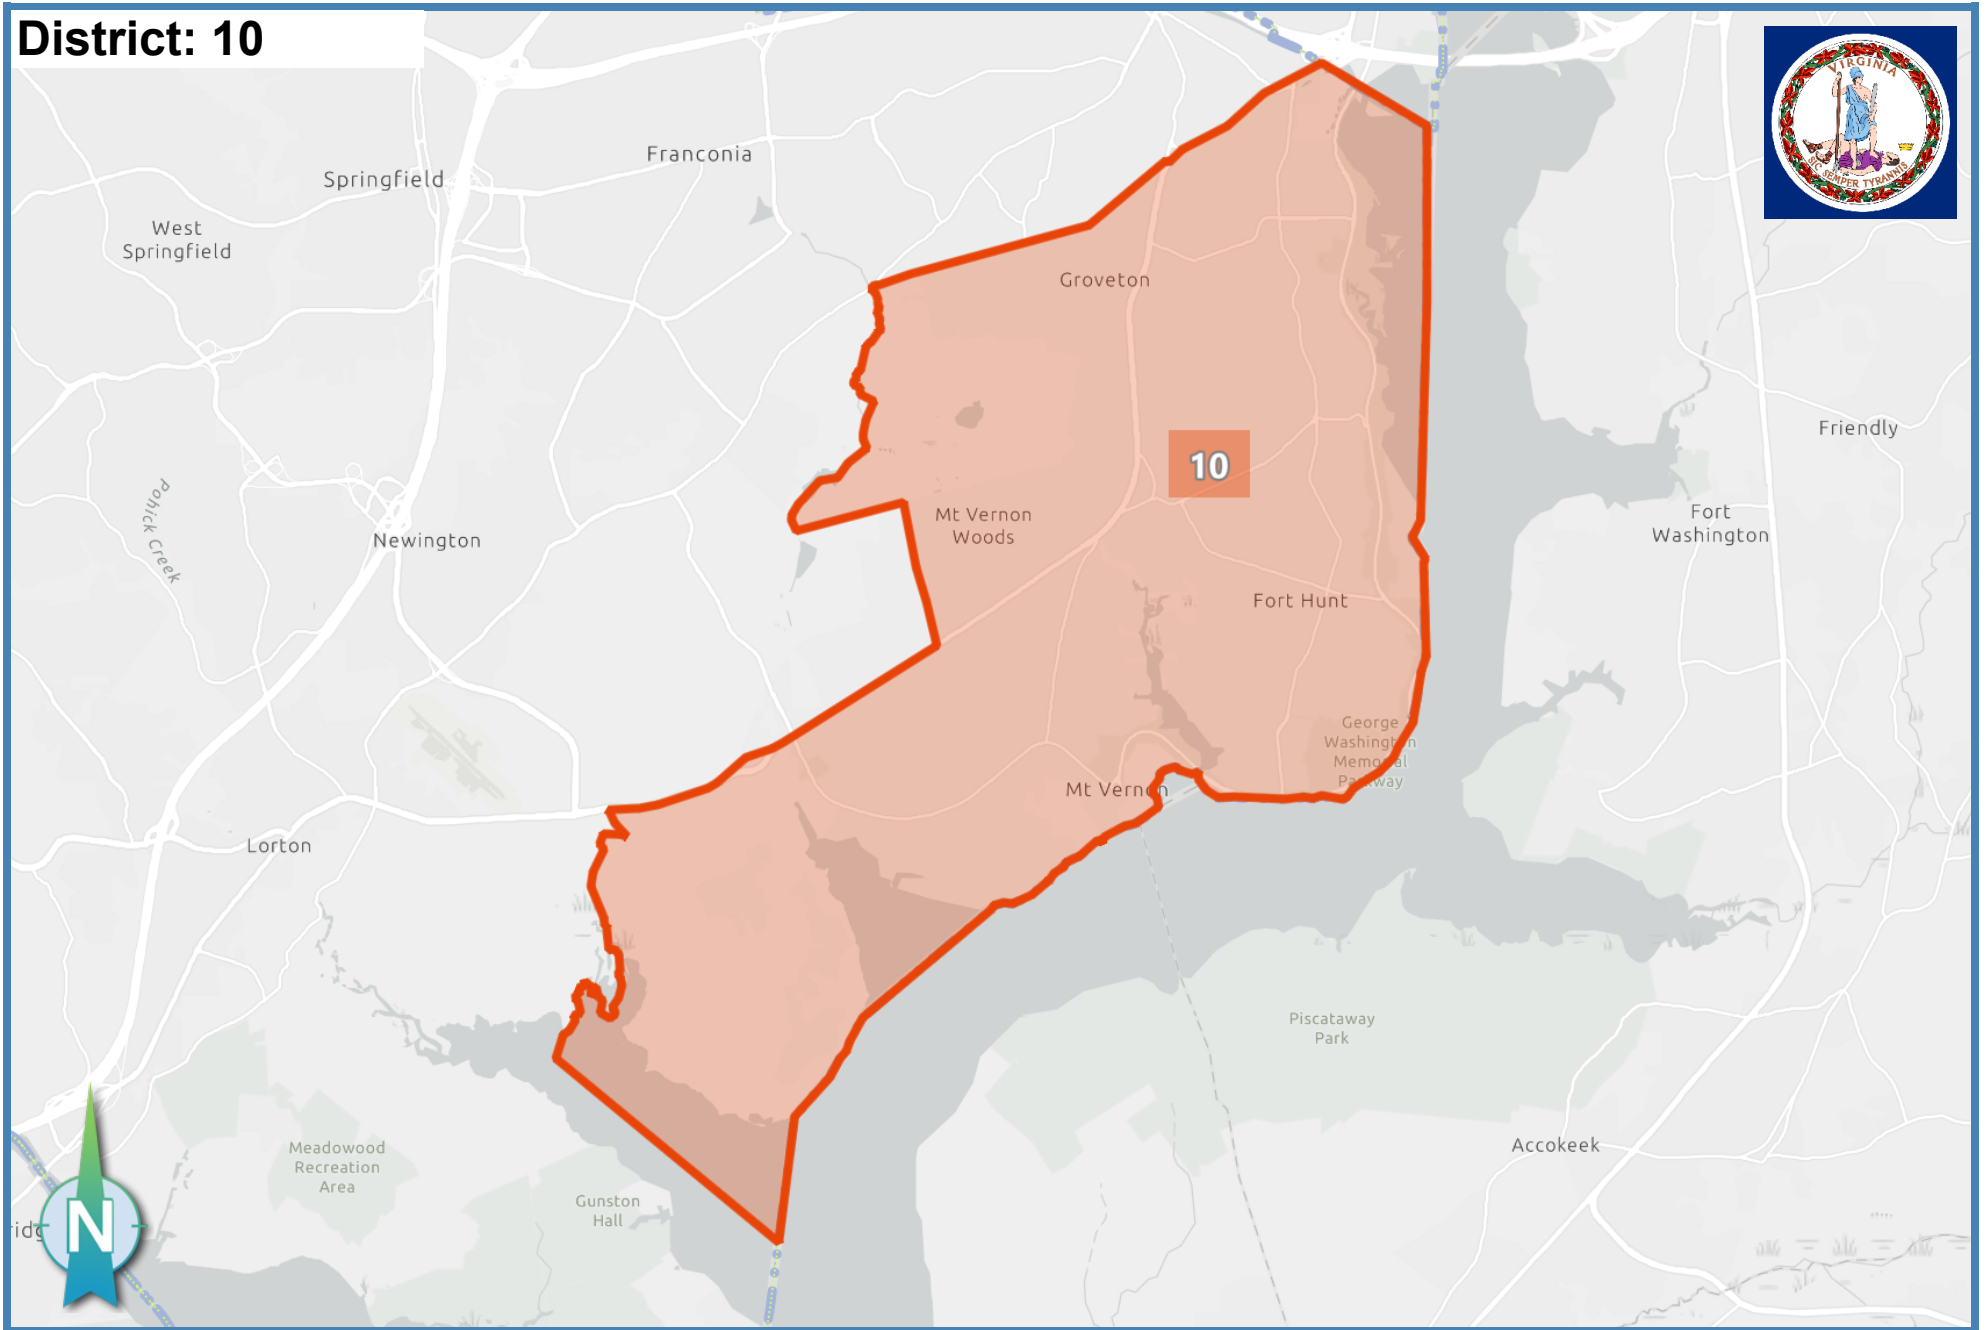 District: 10
VIRGINIA
SIC SEMPER TYRANNIS
Franconia
Springfield
West
Springfield
Groveton
10
Friendly
Pohick Creek
Newington
Mt Vernon
Woods
Fort
Washington
Fort Hunt
George
Washington
Memorial
Parkway
Mt Vernon
Lorton
Piscataway
Park
Meadowood
Recreation
Area
Accokeek
Gunston
Hall
N